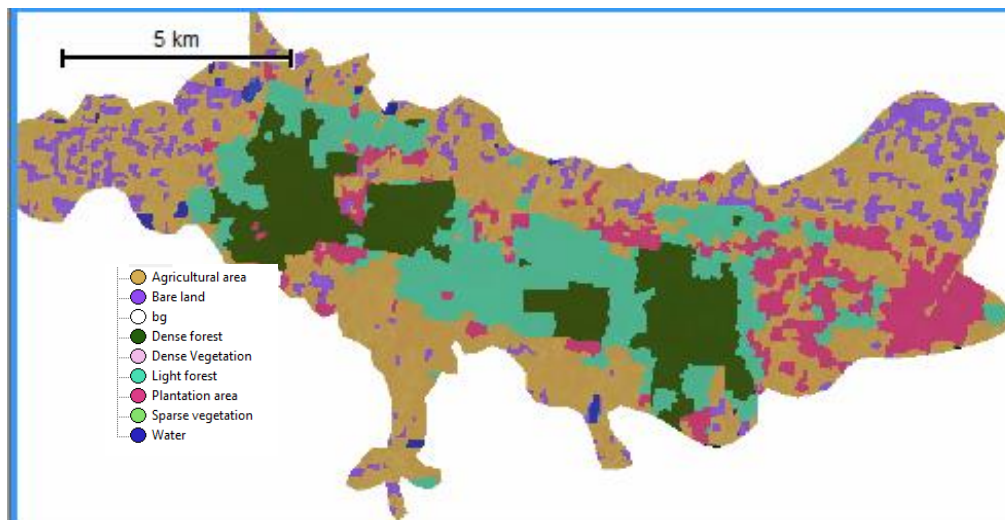 5 km
Agricultural area
Bare land
bg
Dense forest
Dense Vegetation
Light forest
Plantation area
Sparse vegetation
Water